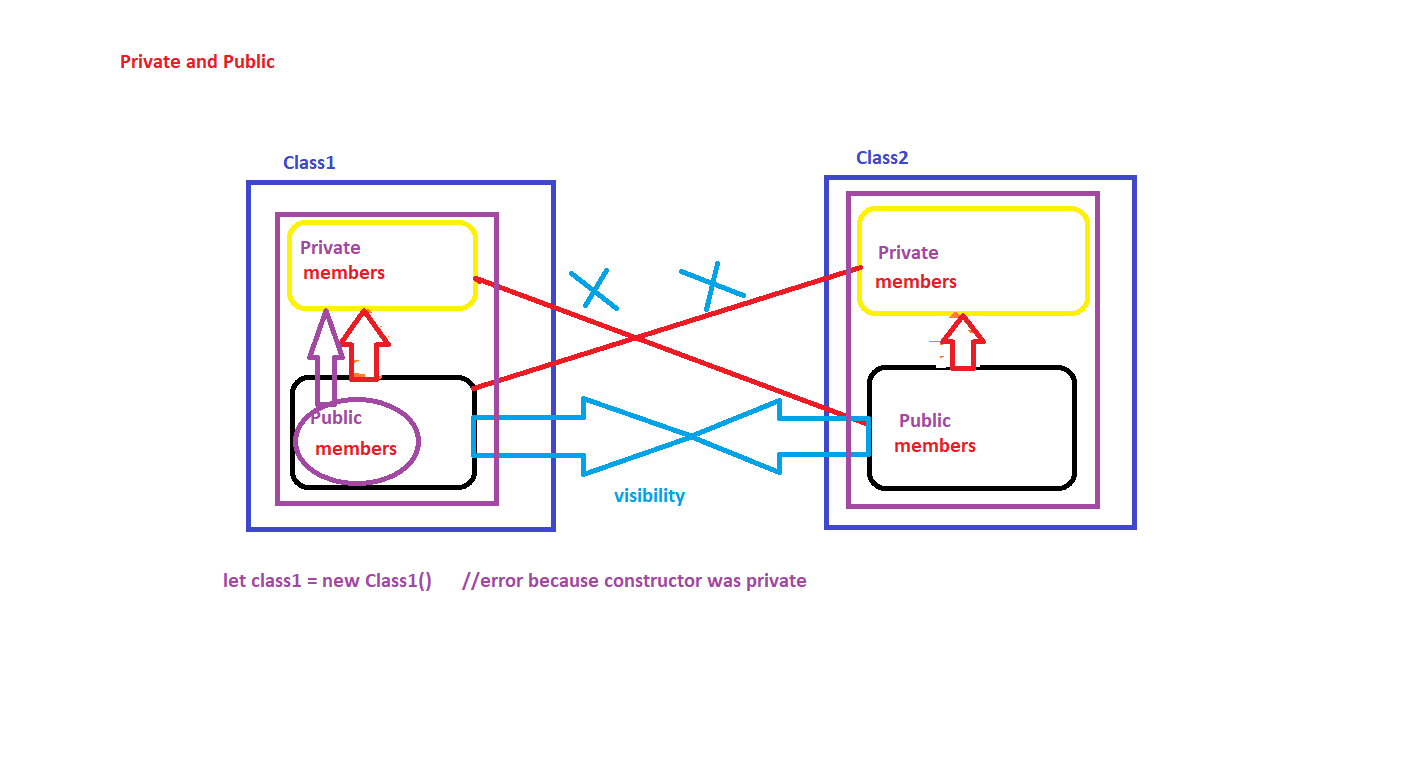 Private and Public
Class1
Class2
Private
members
Private
members
Public
members
Public
members
visibility
let class1 = new Class1() //error because constructor was private